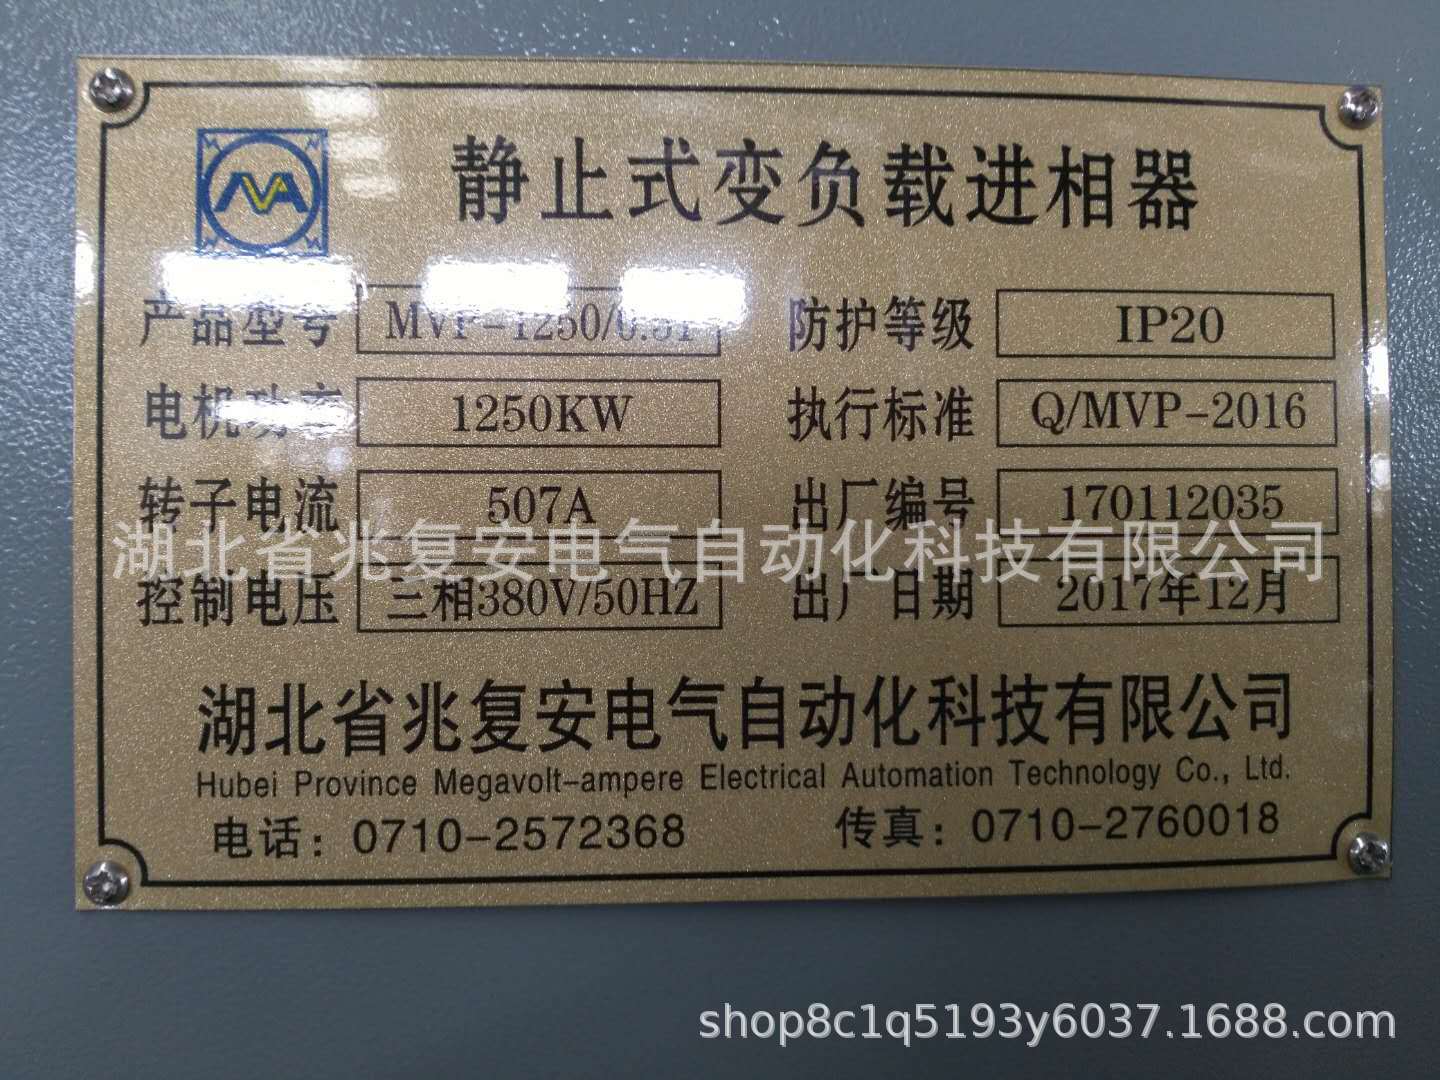 静止式变负载进相器
产品型号 MVP-1250/0.51 防护等级 IP20
电机功率 1250KW 执行标准 Q/MVP-2016
转子电流 507A 出厂编号 170112035
湖北省兆复安电气自动化科技有限公司
控制电压 三相380V/50HZ 出厂日期 2017年12月
湖北省兆复安电气自动化科技有限公司
Hubei Province Megavolt-ampere Electrical Automation Technology Co., Ltd.
电话：0710-2572368 传真：0710-2760018
shop8c1q5193y6037.1688.com